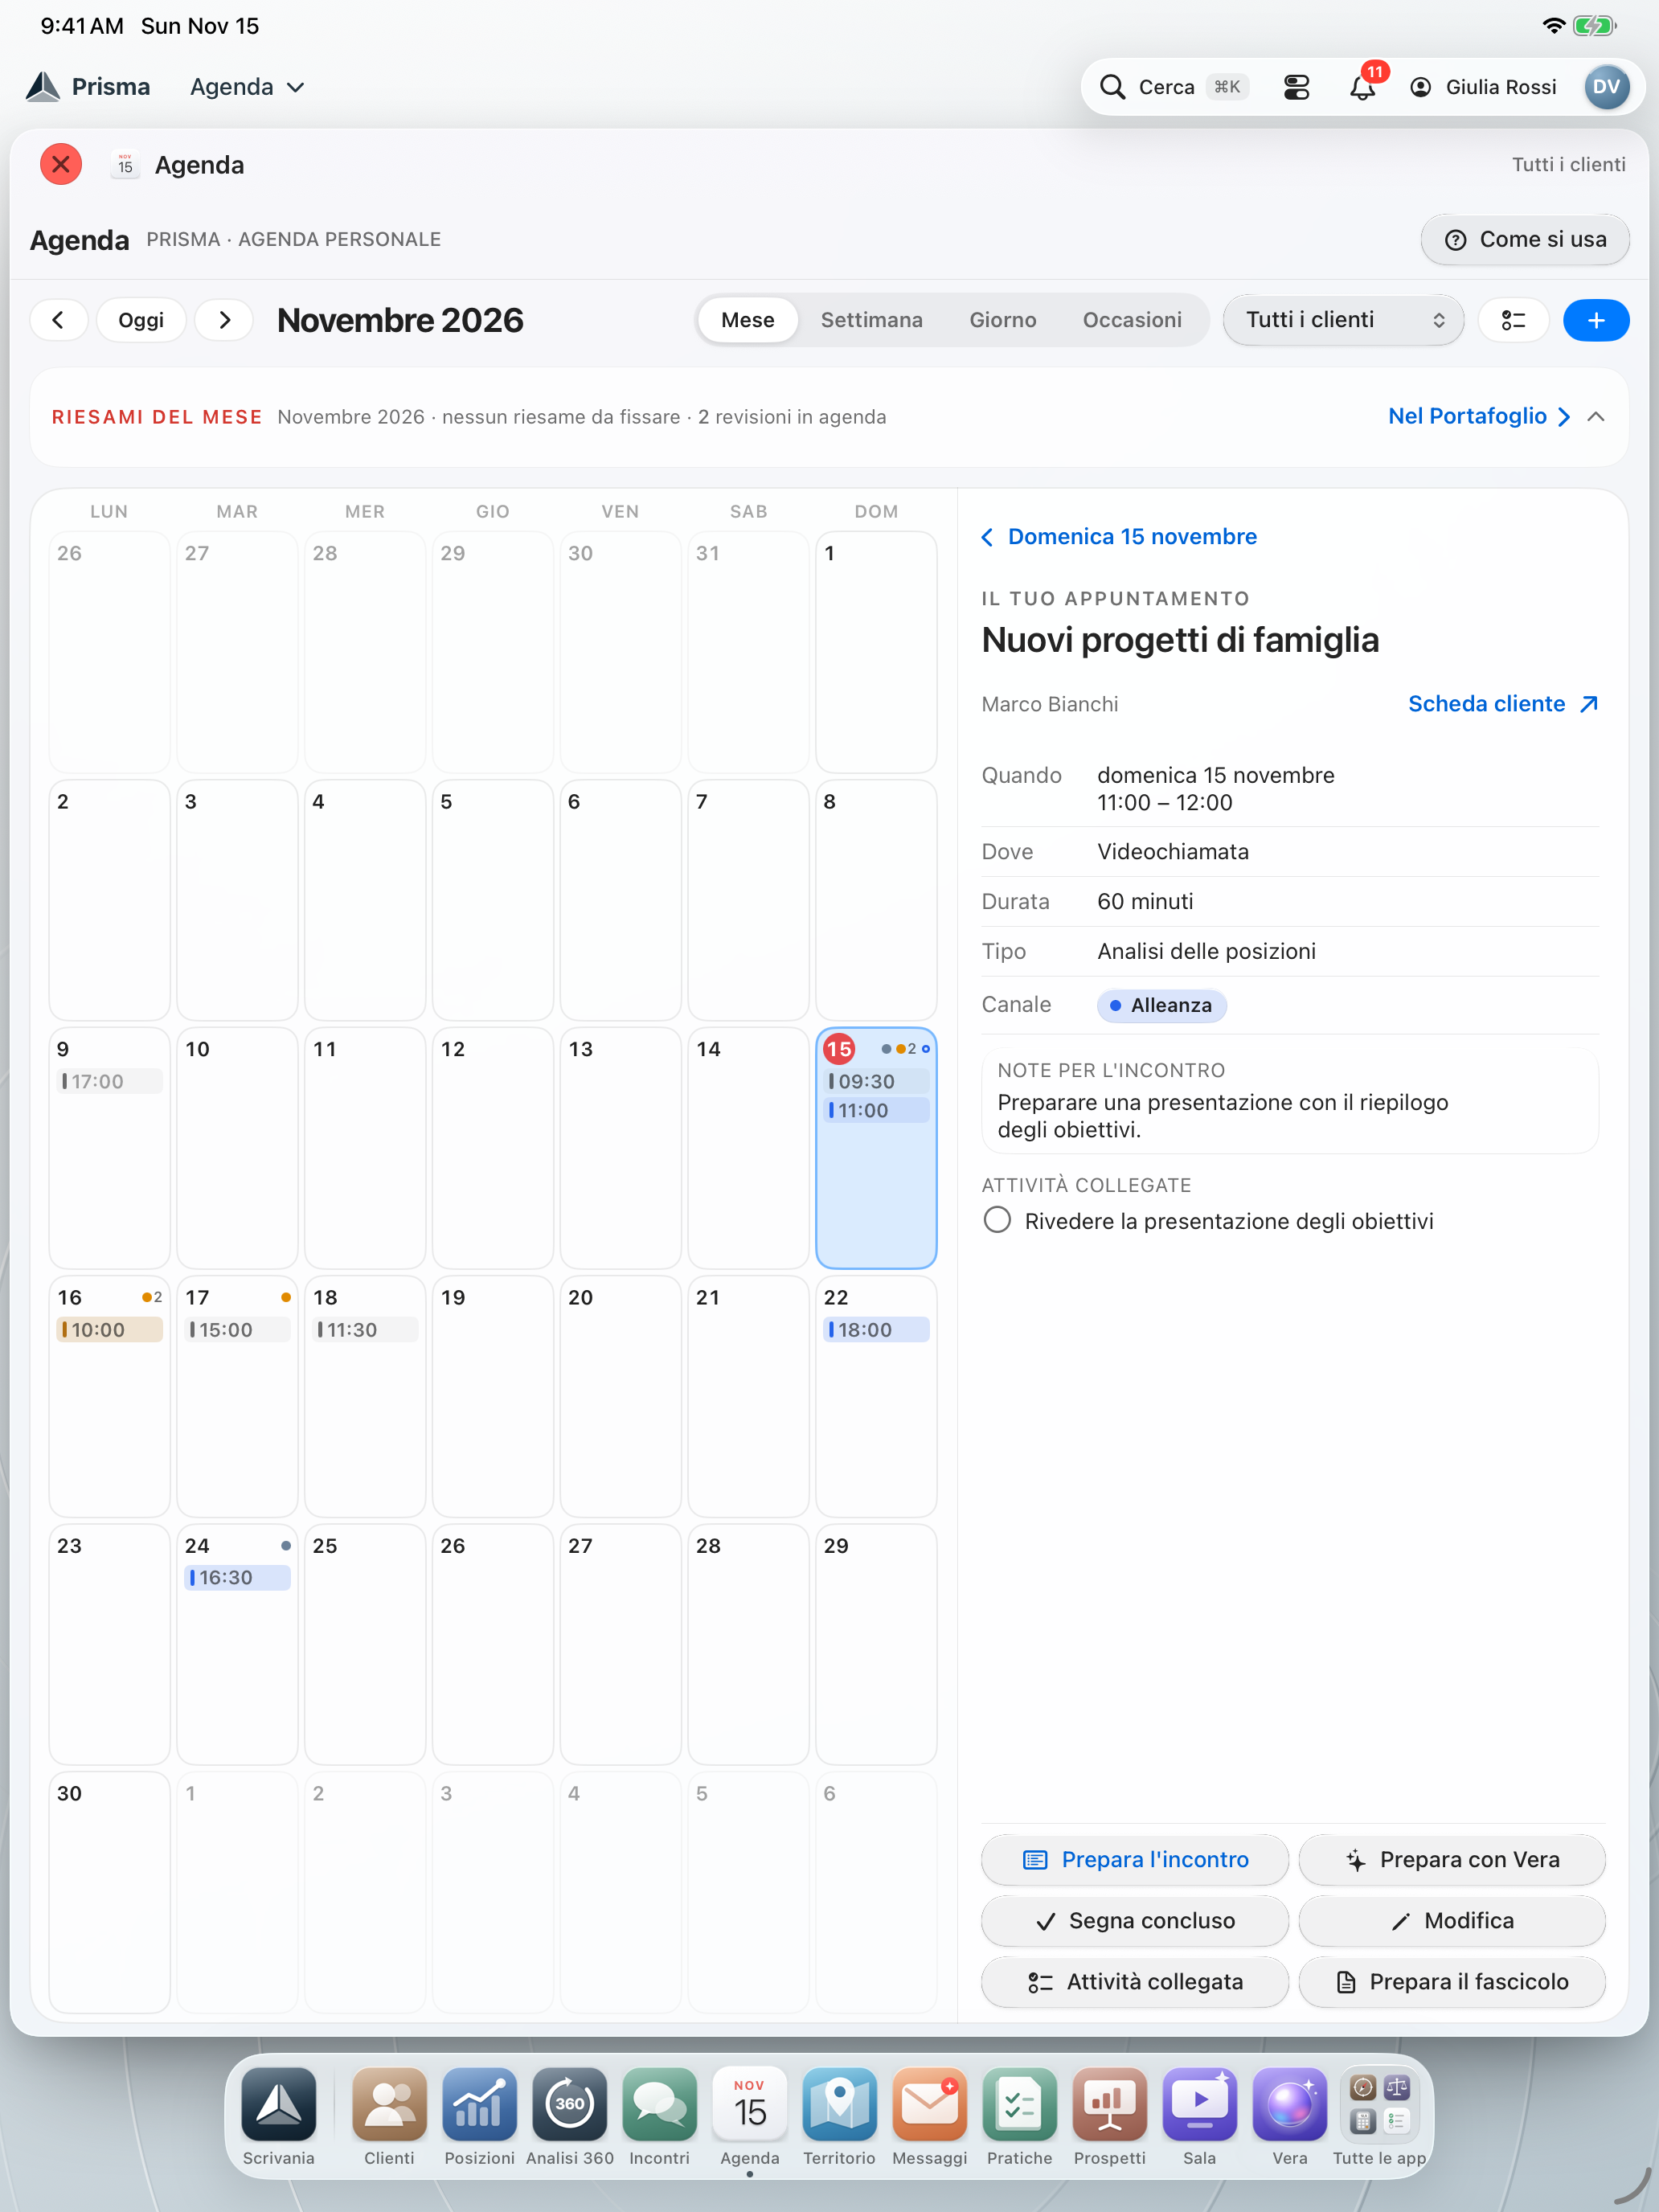 9:41 AM Sun Nov 15
Prisma Agenda Cerca ⌘K 11 Giulia Rossi DV
NOV 15 Agenda Tutti i clienti
Agenda PRISMA · AGENDA PERSONALE Come si usa
Oggi Novembre 2026 Mese Settimana Giorno Occasioni Tutti i clienti
RIESAMI DEL MESE Novembre 2026 · nessun riesame da fissare · 2 revisioni in agenda Nel Portafoglio
LUN MAR MER GIO VEN SAB DOM
26 27 28 29 30 31 1
2 3 4 5 6 7 8
9 10 11 12 13 14 15 2
17:00 09:30
11:00
16 2 17 18 19 20 21 22
10:00 15:00 11:30 18:00
23 24 25 26 27 28 29
16:30
30 1 2 3 4 5 6
Domenica 15 novembre
IL TUO APPUNTAMENTO
Nuovi progetti di famiglia
Marco Bianchi Scheda cliente
Quando domenica 15 novembre
11:00 – 12:00
Dove Videochiamata
Durata 60 minuti
Tipo Analisi delle posizioni
Canale Alleanza
NOTE PER L'INCONTRO
Preparare una presentazione con il riepilogo
degli obiettivi.
ATTIVITÀ COLLEGATE
Rivedere la presentazione degli obiettivi
Prepara l'incontro Prepara con Vera
Segna concluso Modifica
Attività collegata Prepara il fascicolo
360 NOV 15
Scrivania Clienti Posizioni Analisi 360 Incontri Agenda Territorio Messaggi Pratiche Prospetti Sala Vera Tutte le app